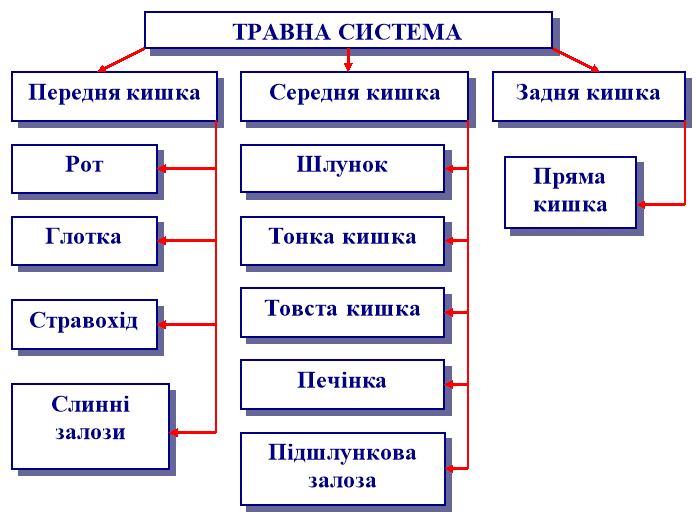 ТРАВНА СИСТЕМА
Передня кишка
Рот
Глотка
Стравохід
Слинні
залози
Середня кишка
Шлунок
Тонка кишка
Товста кишка
Печінка
Підшлункова
залоза
Задня кишка
Пряма
кишка